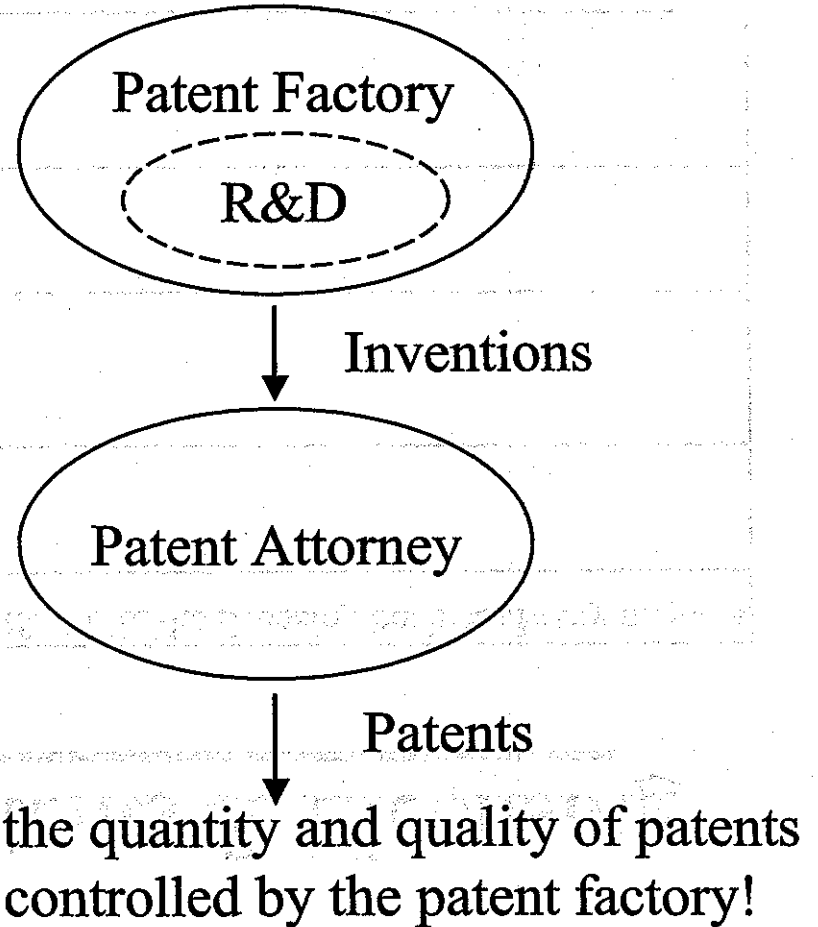 Patent Factory
R&D
Inventions
Patent Attorney
Patents
the quantity and quality of patents
controlled by the patent factory!